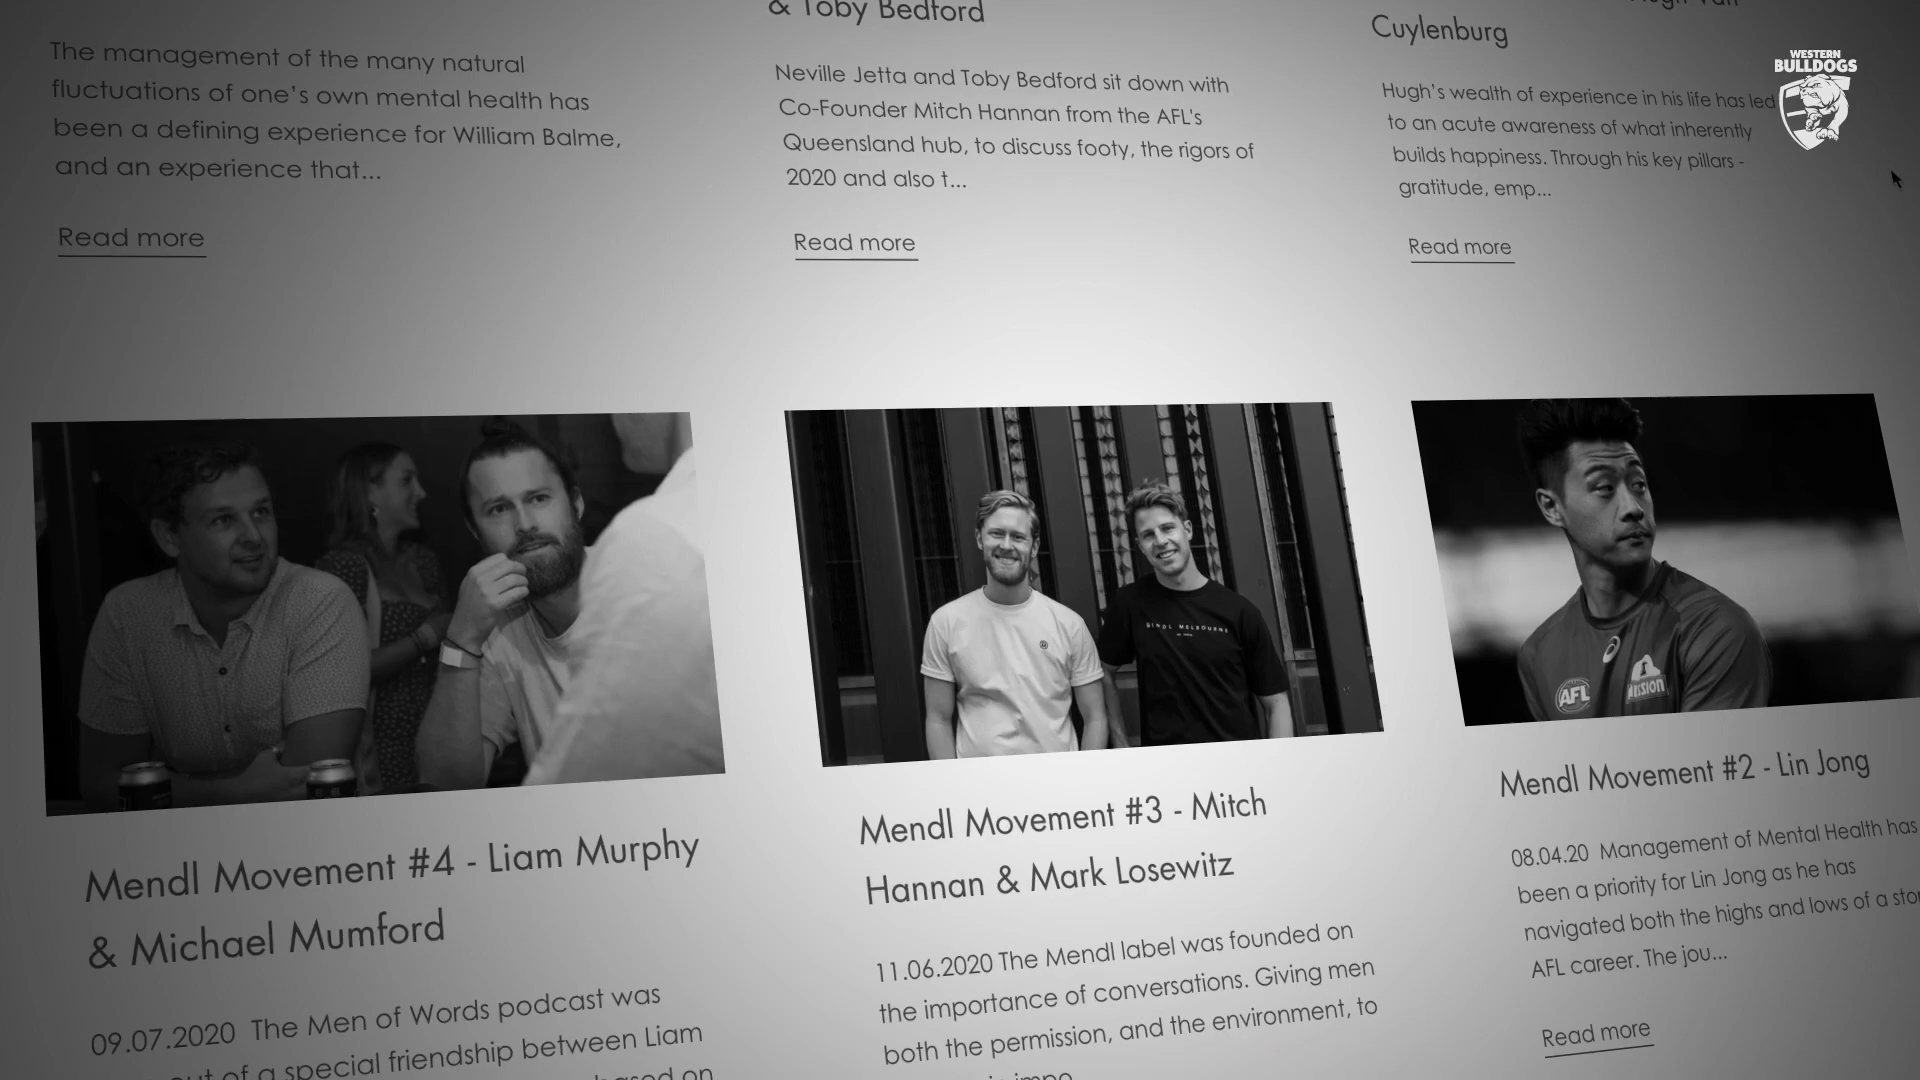 & Toby Bedford
Cuylenburg
The management of the many natural
fluctuations of one's own mental health has
been a defining experience for William Balme,
and an experience that...
Read more
Neville Jetta and Toby Bedford sit down with
Co-Founder Mitch Hannan from the AFL's
Queensland hub, to discuss footy, the rigors of
2020 and also t...
Read more
Hugh's wealth of experience in his life has led
to an acute awareness of what inherently
builds happiness. Through his key pillars -
gratitude, emp...
Read more
WESTERN
BULLDOGS
MELBOURNE
AFL
MISSION
Mendl Movement #4 - Liam Murphy
& Michael Mumford
09.07.2020 The Men of Words podcast was
out of a special friendship between Liam
based on
Mendl Movement #3 - Mitch
Hannan & Mark Losewitz
11.06.2020 The Mendl label was founded on
the importance of conversations. Giving men
both the permission, and the environment, to
Mendl Movement #2 - Lin Jong
08.04.20 Management of Mental Health has
been a priority for Lin Jong as he has
navigated both the highs and lows of a
AFL career. The jou...
Read more